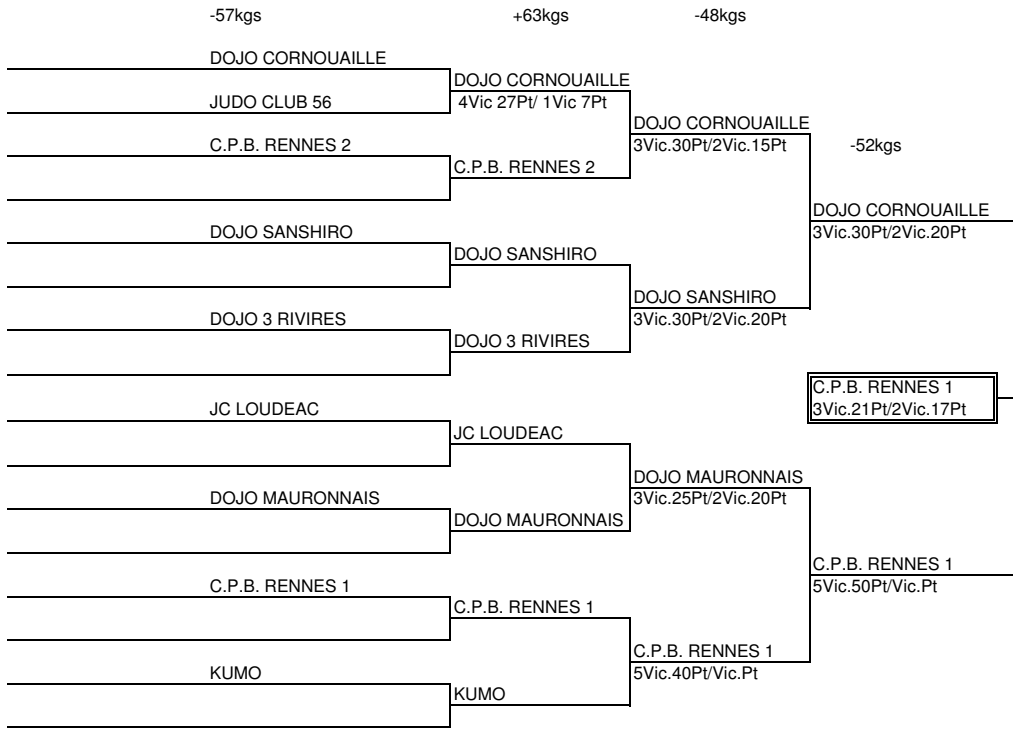 -57kgs +63kgs -48kgs
DOJO CORNOUAILLE
DOJO CORNOUAILLE
JUDO CLUB 56 4Vic 27Pt/ 1Vic 7Pt
DOJO CORNOUAILLE
C.P.B. RENNES 2 3Vic.30Pt/2Vic.15Pt -52kgs
C.P.B. RENNES 2
DOJO CORNOUAILLE
DOJO SANSHIRO 3Vic.30Pt/2Vic.20Pt
DOJO SANSHIRO
DOJO SANSHIRO
DOJO 3 RIVIRES 3Vic.30Pt/2Vic.20Pt
DOJO 3 RIVIRES
C.P.B. RENNES 1
JC LOUDEAC 3Vic.21Pt/2Vic.17Pt
JC LOUDEAC
DOJO MAURONNAIS
DOJO MAURONNAIS 3Vic.25Pt/2Vic.20Pt
DOJO MAURONNAIS
C.P.B. RENNES 1
C.P.B. RENNES 1 5Vic.50Pt/Vic.Pt
C.P.B. RENNES 1
C.P.B. RENNES 1
KUMO 5Vic.40Pt/Vic.Pt
KUMO